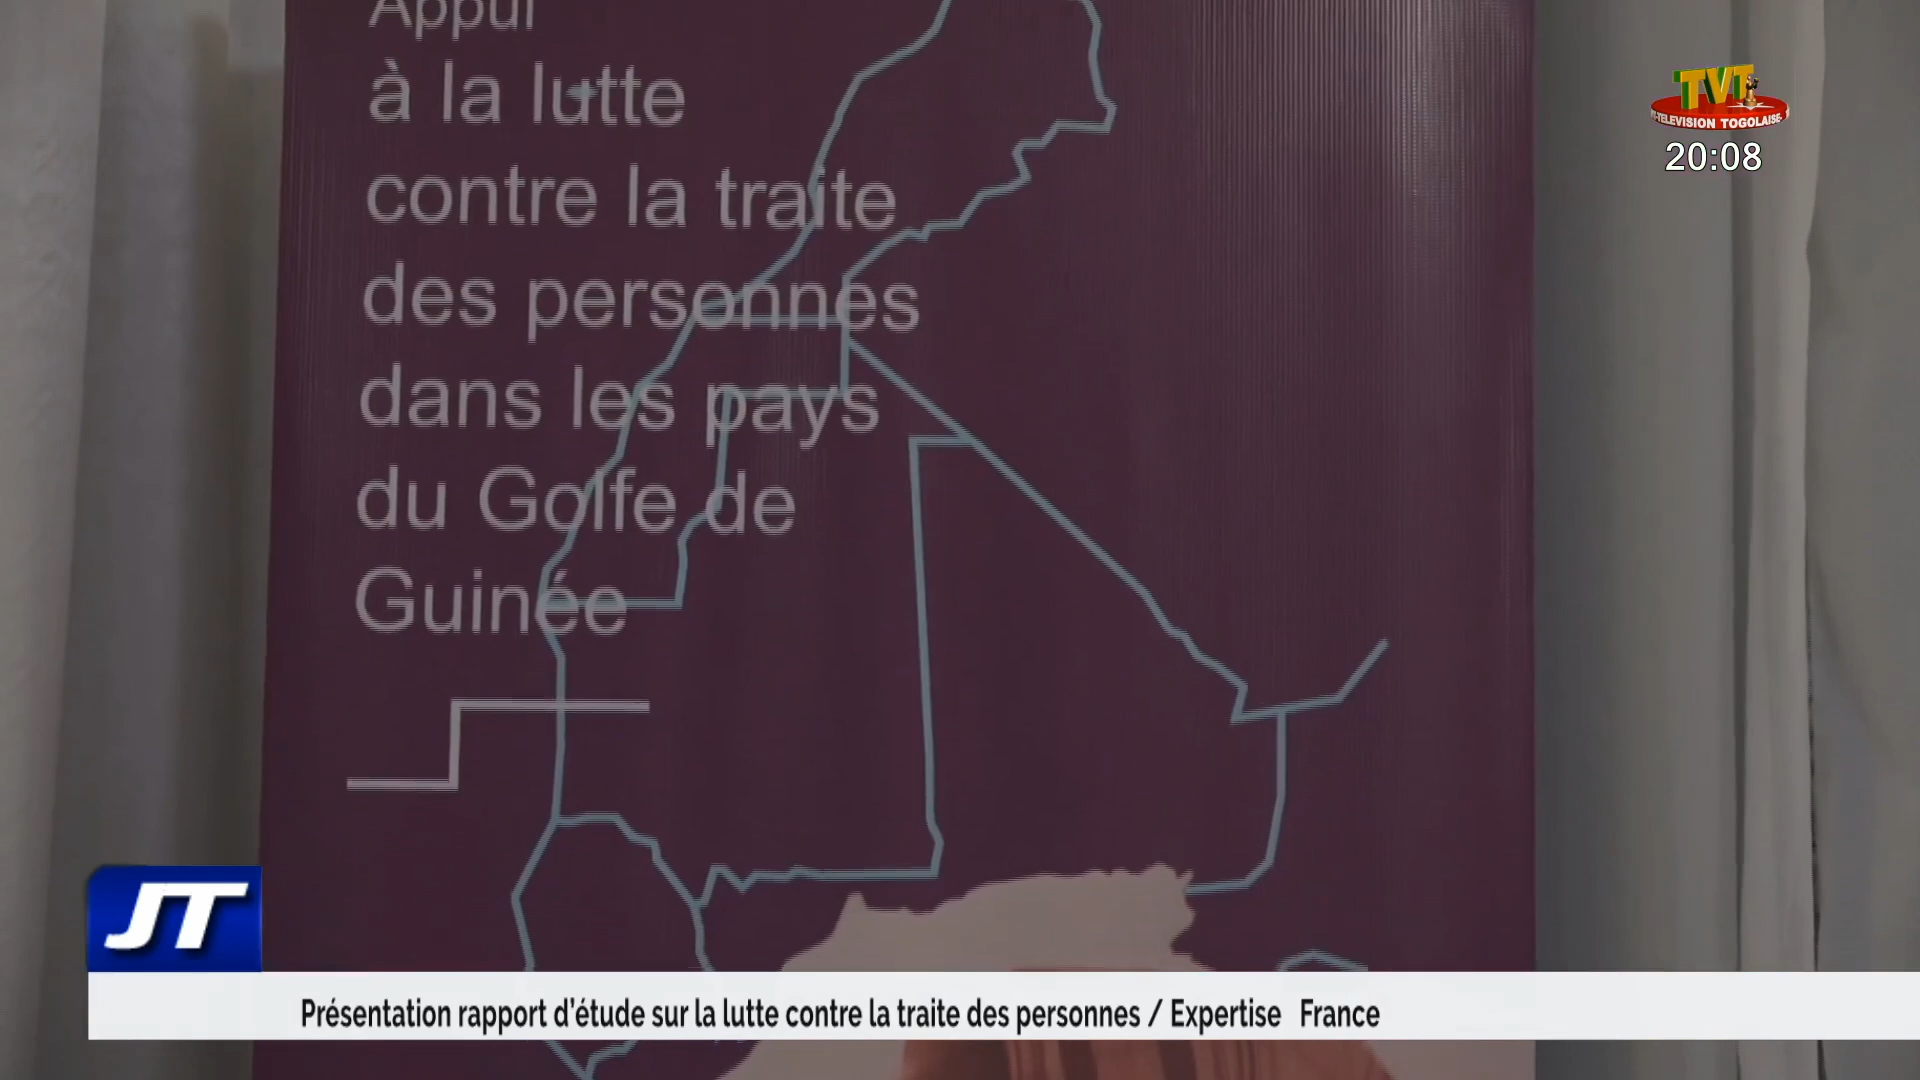 Appui
à la lutte
contre la traite
des personnes
dans les pays
du Golfe de
Guinée
TVT
TELEVISION TOGOLAISE
20:08
JT
Présentation rapport d'étude sur la lutte contre la traite des personnes / Expertise France